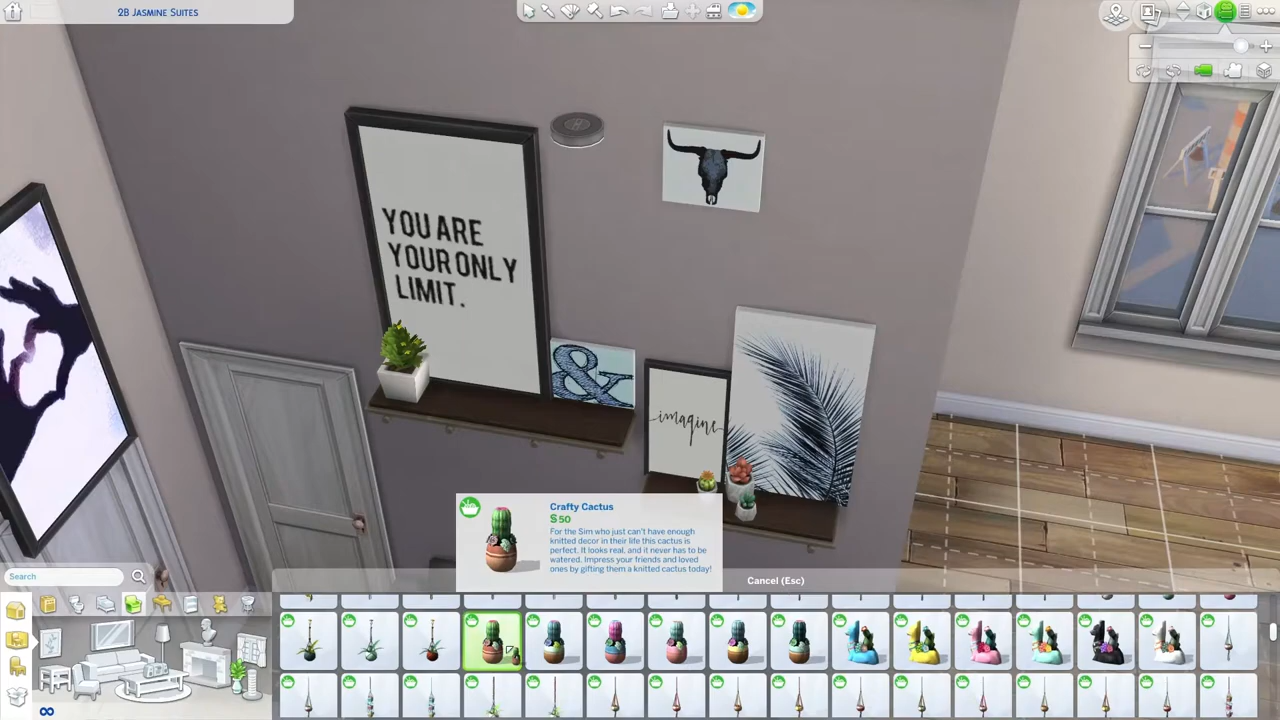 2B Jasmine Suites
YOU ARE
YOUR ONLY
LIMIT.
&
imagine
Crafty Cactus
§50
For the Sim who just can't have enough
knitted decor in their life this cactus is
perfect. It looks real, and it never has to be
watered. Impress your friends and loved
ones by gifting them a knitted cactus today!
Search
Cancel (Esc)